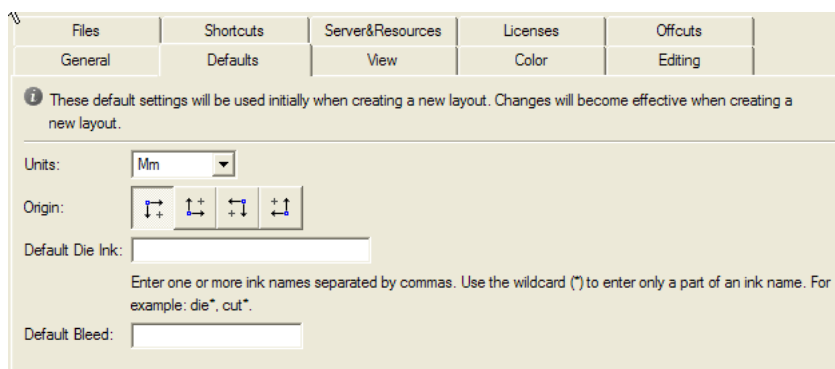 Files Shortcuts Server&Resources Licenses Offcuts
General Defaults View Color Editing
These default settings will be used initially when creating a new layout. Changes will become effective when creating a
new layout.
Units: Mm
Origin:
Default Die Ink:
Enter one or more ink names separated by commas. Use the wildcard (*) to enter only a part of an ink name. For
example: die*, cut*.
Default Bleed: